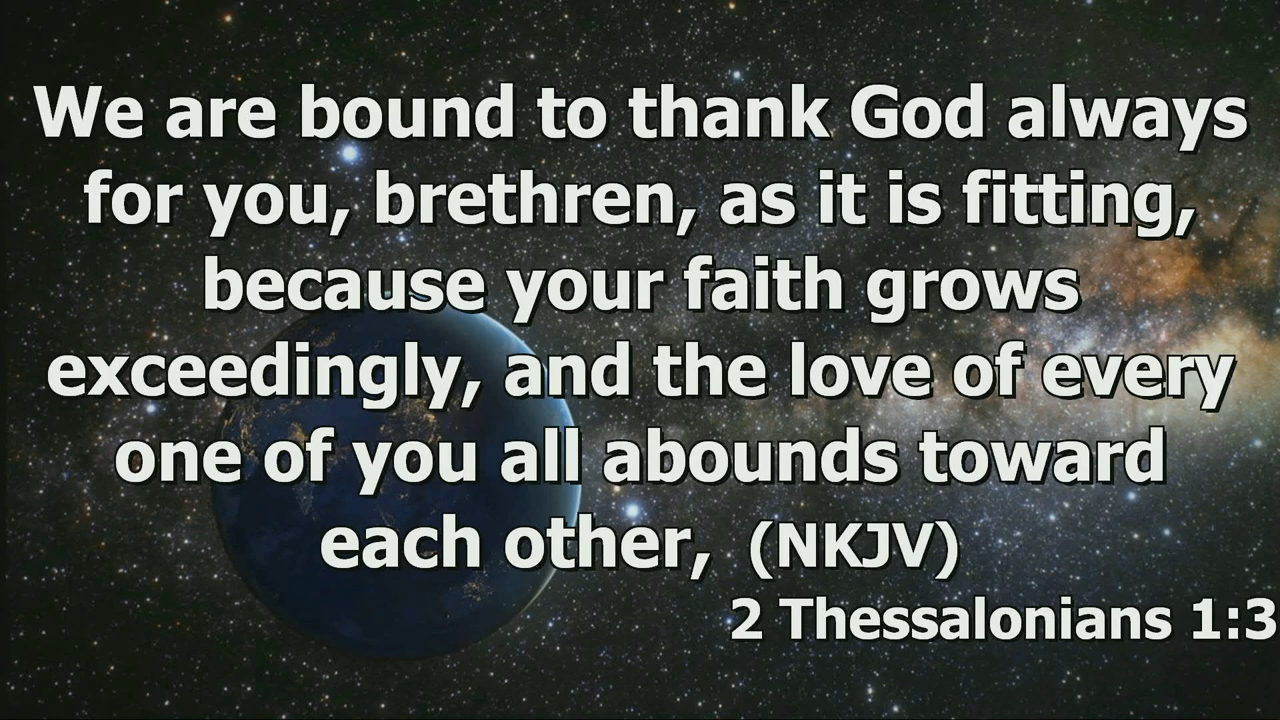 We are bound to thank God always
for you, brethren, as it is fitting,
because your faith grows
exceedingly, and the love of every
one of you all abounds toward
each other, (NKJV)
2 Thessalonians 1:3